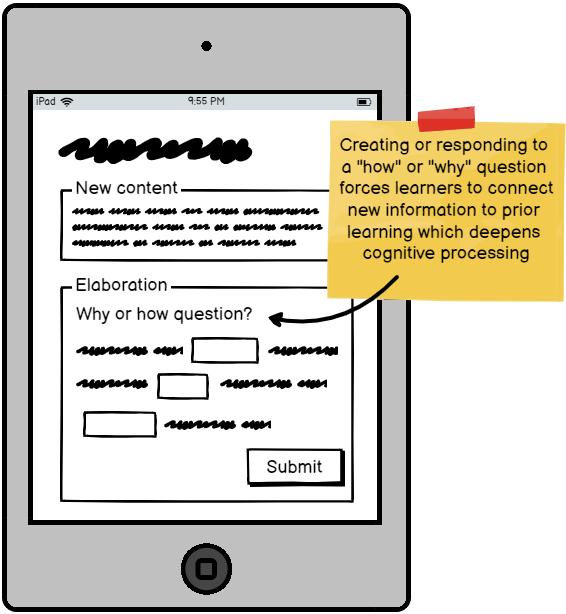 iPad 9:55 PM
New content
Elaboration
Why or how question?
Submit
Creating or responding to
a "how" or "why" question
forces learners to connect
new information to prior
learning which deepens
cognitive processing